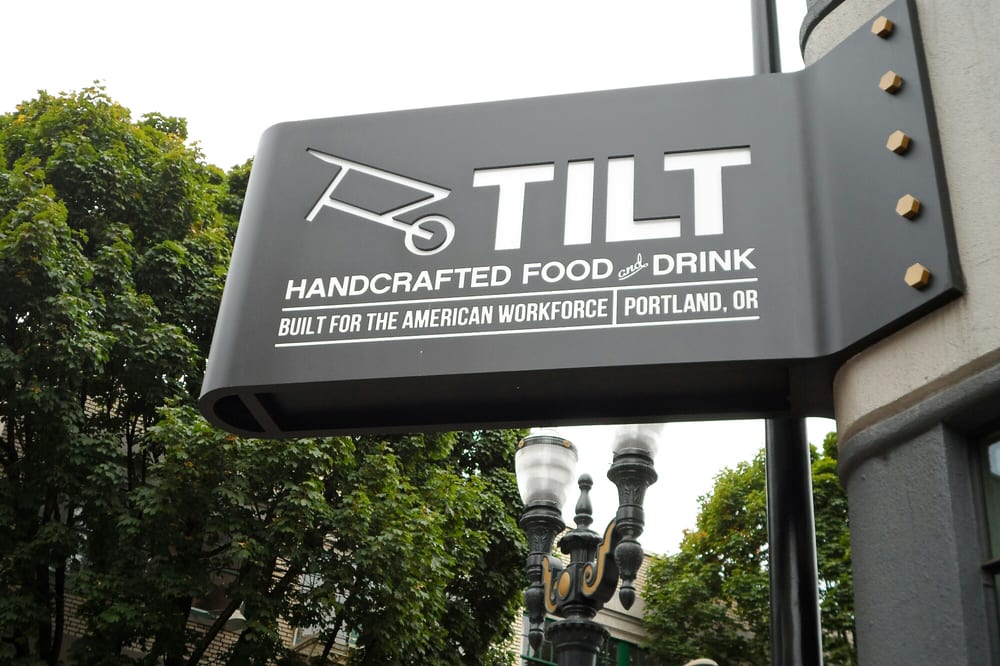 TILT
HANDCRAFTED FOOD and DRINK
BUILT FOR THE AMERICAN WORKFORCE | PORTLAND, OR